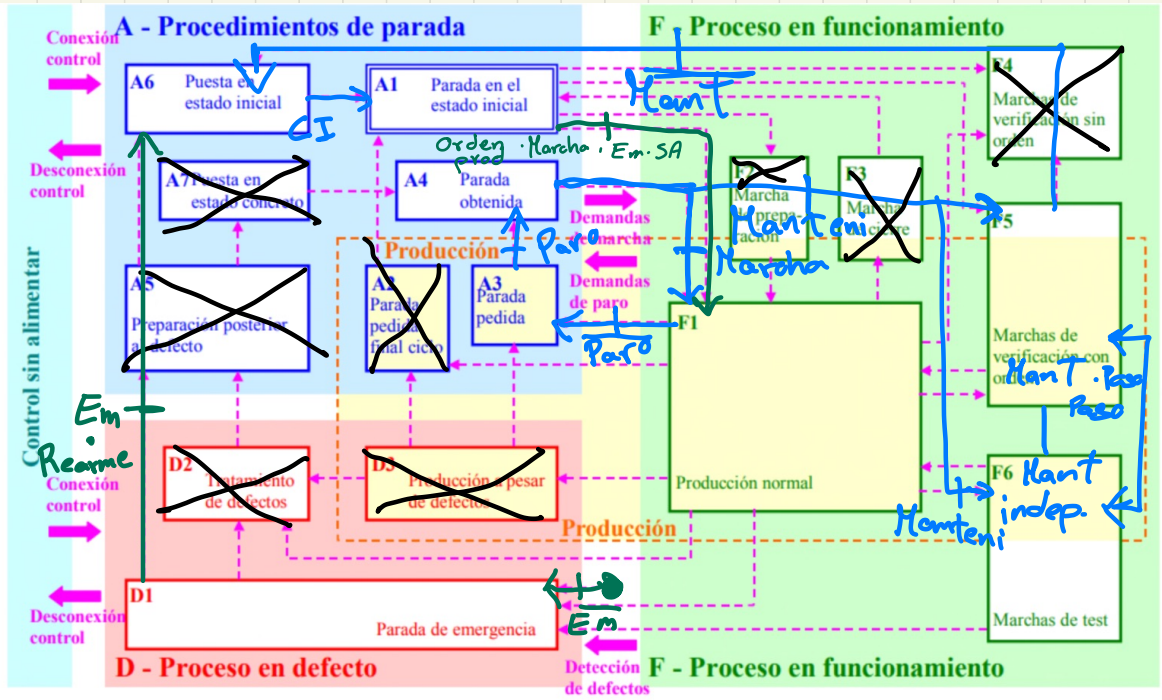 A - Procedimientos de parada
F - Proceso en funcionamiento
Conexión
control
A6
Puesta en
estado inicial
CI
A1
Parada en el
estado inicial
Mant
F4
Marchas de
verificación sin
orden
Desconexión
control
Orden
prod
. Marcha . Em . SA
A7
Puesta en
estado concreto
A4
Parada
obtenida
Demandas
de marcha
F2
Marcha
de prepa-
ración
Manteni
F3
Marcha
de cierre
F5
Control sin alimentar
Producción
Paro
Marcha
Demandas
de paro
A5
Preparación posterior
al defecto
A2
Parada
pedida
final ciclo
A3
Parada
pedida
Paro
F1
Marchas de
verificación con
orden
Mant . Paso
Paso
Em
.
Rearme
Conexión
control
D2
Tratamiento
de defectos
D3
Producción a pesar
de defectos
Producción normal
F6
Mant
indep.
Manteni
Producción
Desconexión
control
D1
Parada de emergencia
Em
Marchas de test
D - Proceso en defecto
Detección
de defectos
F - Proceso en funcionamiento